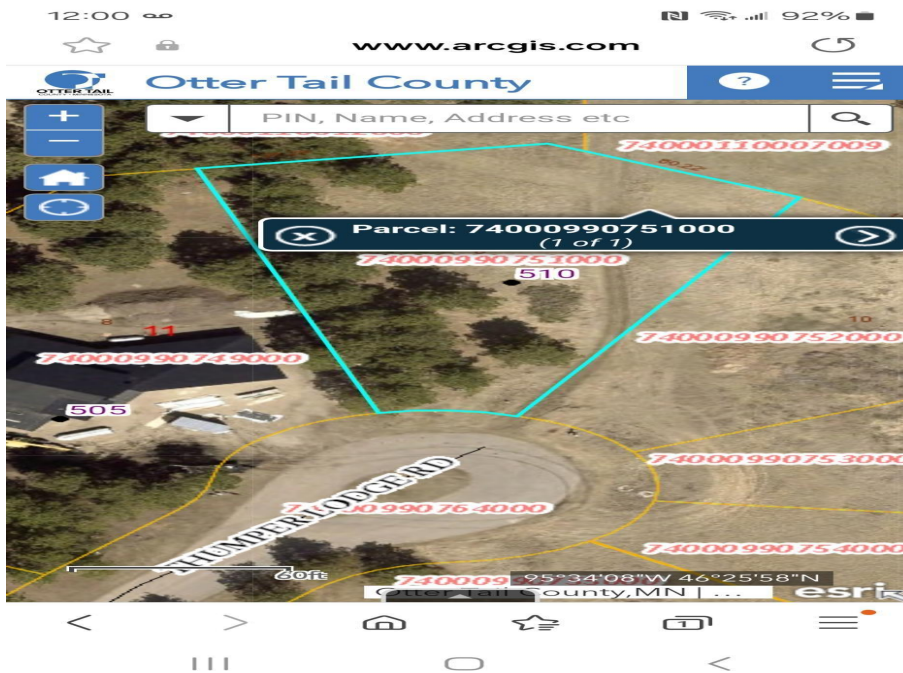 12:00
92%
www.arcgis.com
OTTER TAIL
Otter Tail County
?
PIN, Name, Address etc
74000110007009
Parcel: 74000990751000
(1 of 1)
74000990751000
510
8
11
10
74000990752000
74000990749000
505
74000990753000
THUMPER LODGE RD
74000990764000
74000990754000
60ft
95°34'08"W 46°25'58"N
Otter Tail County,MN | ...
esri
1